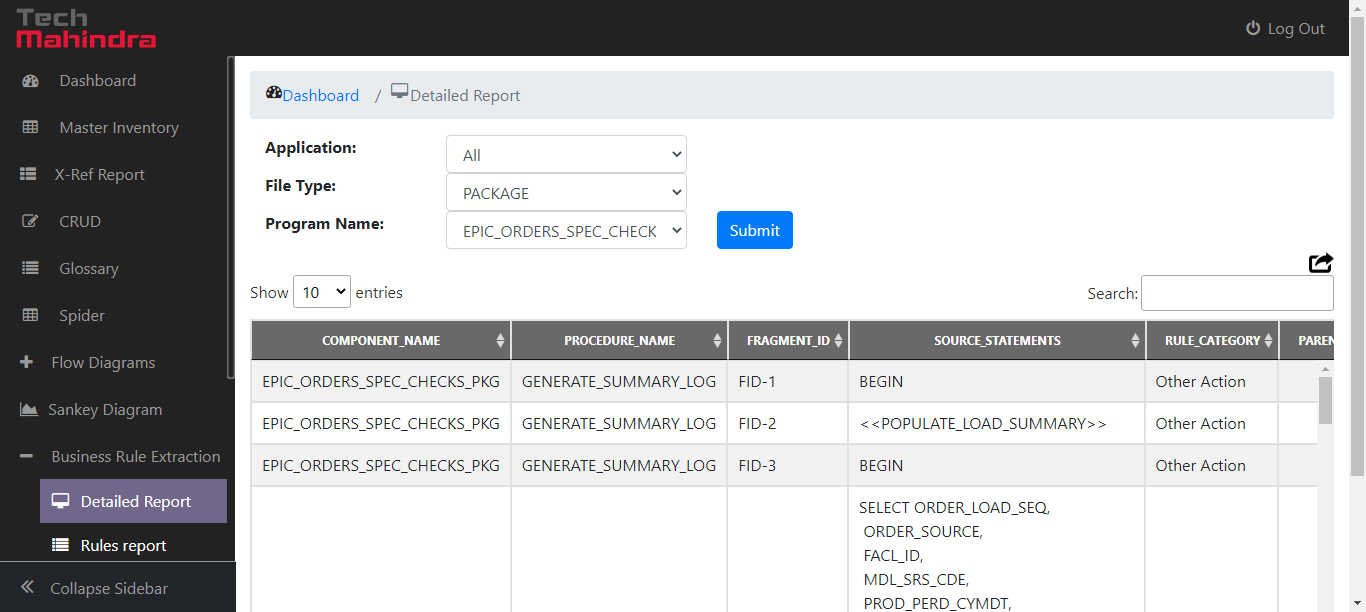 Tech
Mahindra
Log Out
Dashboard
Master Inventory
X-Ref Report
CRUD
Glossary
Spider
Flow Diagrams
Sankey Diagram
Business Rule Extraction
Detailed Report
Rules report
Collapse Sidebar
Dashboard / Detailed Report
Application: All
File Type: PACKAGE
Program Name: EPIC_ORDERS_SPEC_CHECK Submit
Show 10 entries Search:
COMPONENT_NAME PROCEDURE_NAME FRAGMENT_ID SOURCE_STATEMENTS RULE_CATEGORY PAREN
EPIC_ORDERS_SPEC_CHECKS_PKG GENERATE_SUMMARY_LOG FID-1 BEGIN Other Action
EPIC_ORDERS_SPEC_CHECKS_PKG GENERATE_SUMMARY_LOG FID-2 <<POPULATE_LOAD_SUMMARY>> Other Action
EPIC_ORDERS_SPEC_CHECKS_PKG GENERATE_SUMMARY_LOG FID-3 BEGIN Other Action
SELECT ORDER_LOAD_SEQ,
ORDER_SOURCE,
FACL_ID,
MDL_SRS_CDE,
PROD_PERD_CYMDT,